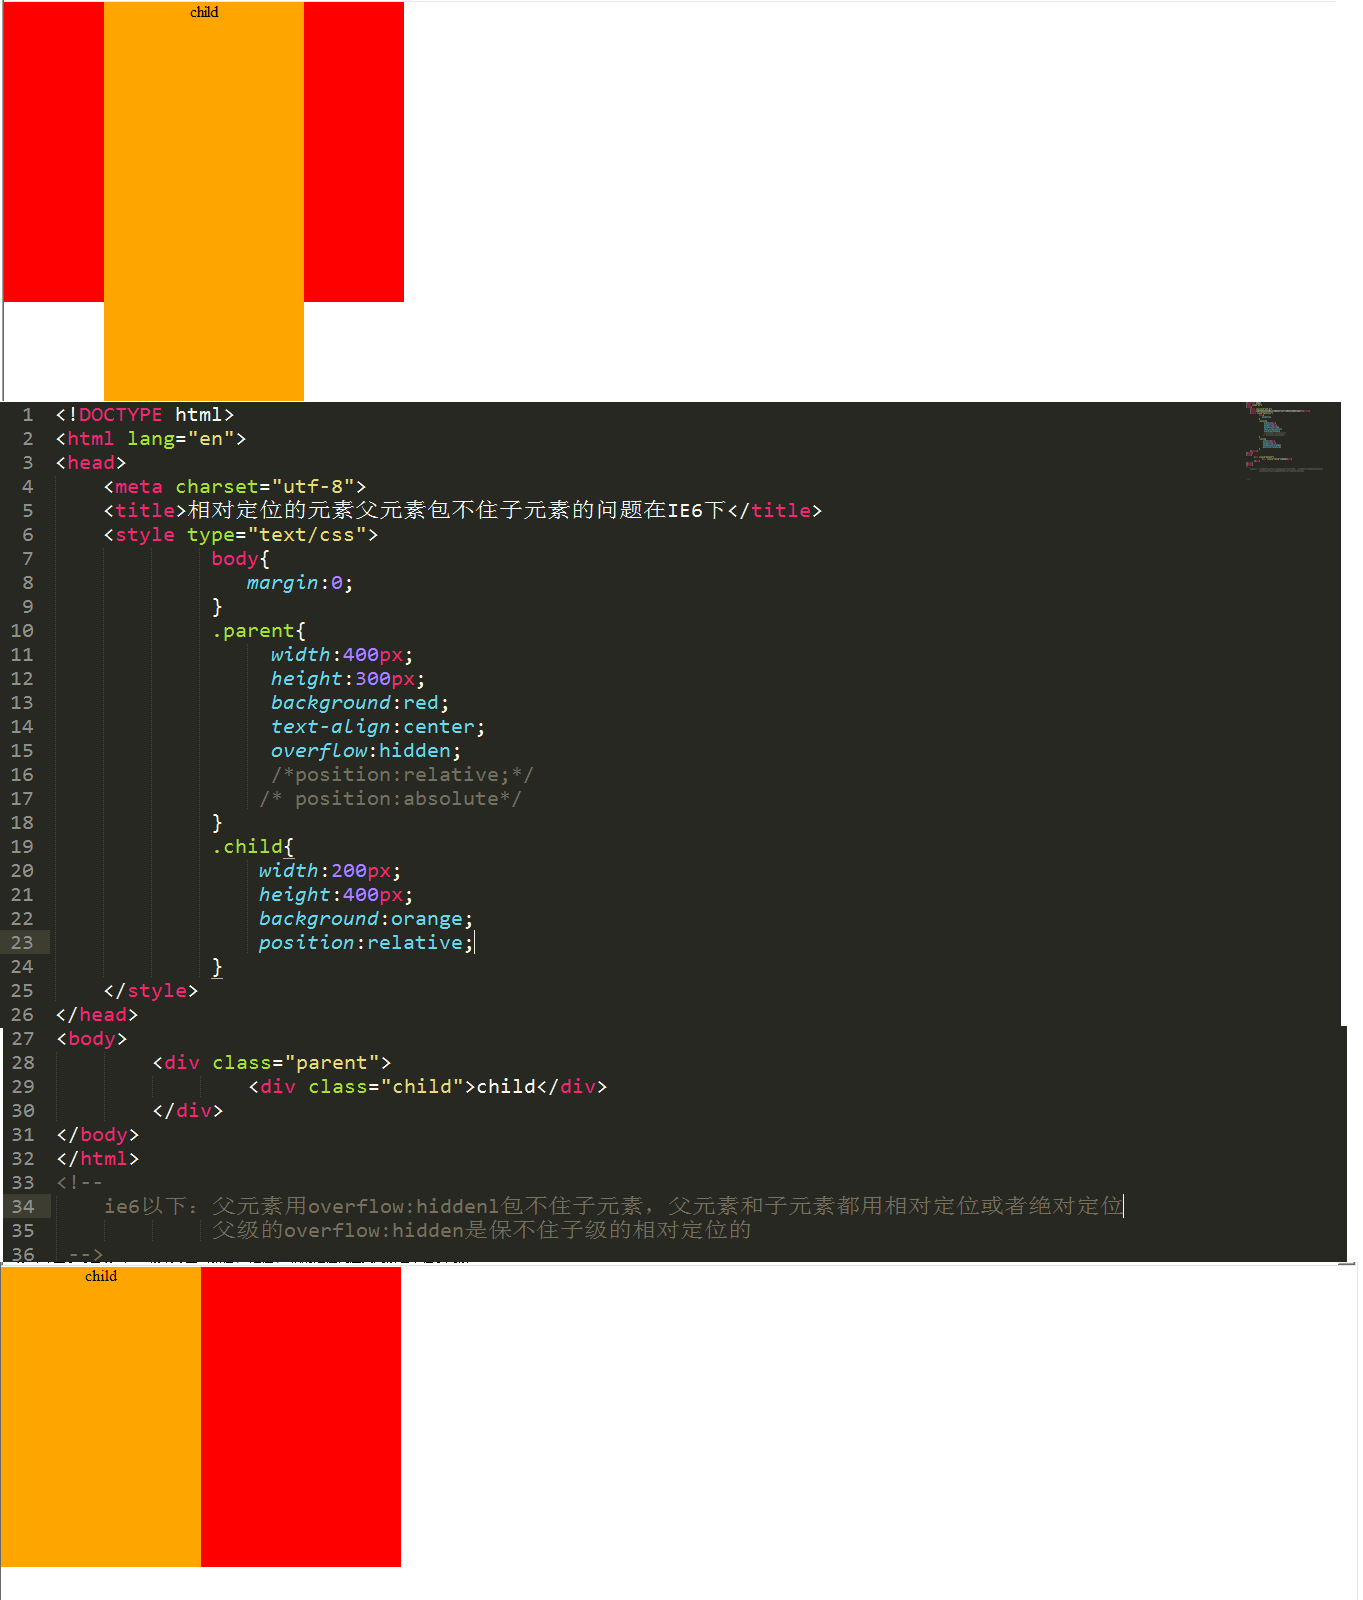 child
1 <!DOCTYPE html>
2 <html lang="en">
3 <head>
4 <meta charset="utf-8">
5 <title>相对定位的元素父元素包不住子元素的问题在IE6下</title>
6 <style type="text/css">
7 body{
8 margin:0;
9 }
10 .parent{
11 width:400px;
12 height:300px;
13 background:red;
14 text-align:center;
15 overflow:hidden;
16 /*position:relative;*/
17 /* position:absolute*/
18 }
19 .child{
20 width:200px;
21 height:400px;
22 background:orange;
23 position:relative;
24 }
25 </style>
26 </head>
27 <body>
28 <div class="parent">
29 <div class="child">child</div>
30 </div>
31 </body>
32 </html>
33 <!--
34 ie6以下：父元素用overflow:hiddenl包不住子元素，父元素和子元素都用相对定位或者绝对定位
35 父级的overflow:hidden是保不住子级的相对定位的
36 -->
child